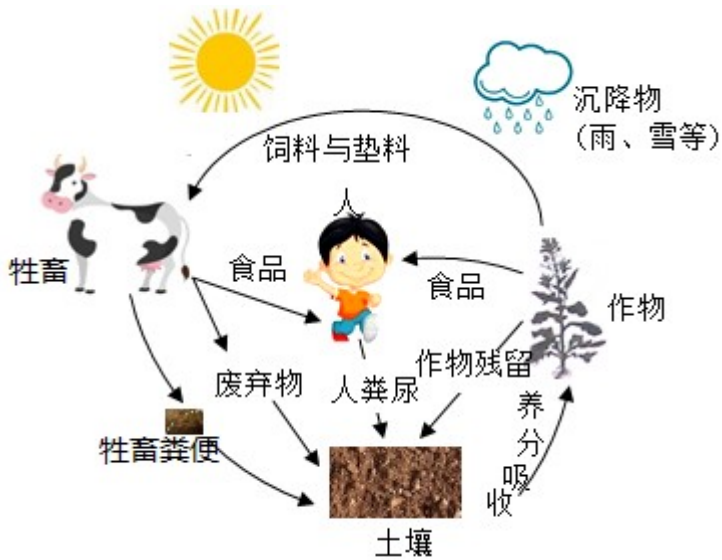 沉降物
(雨、雪等)
饲料与垫料
人
牲畜
食品
食品
作物
废弃物
人粪尿
作物残留
养分吸收
牲畜粪便
土壤